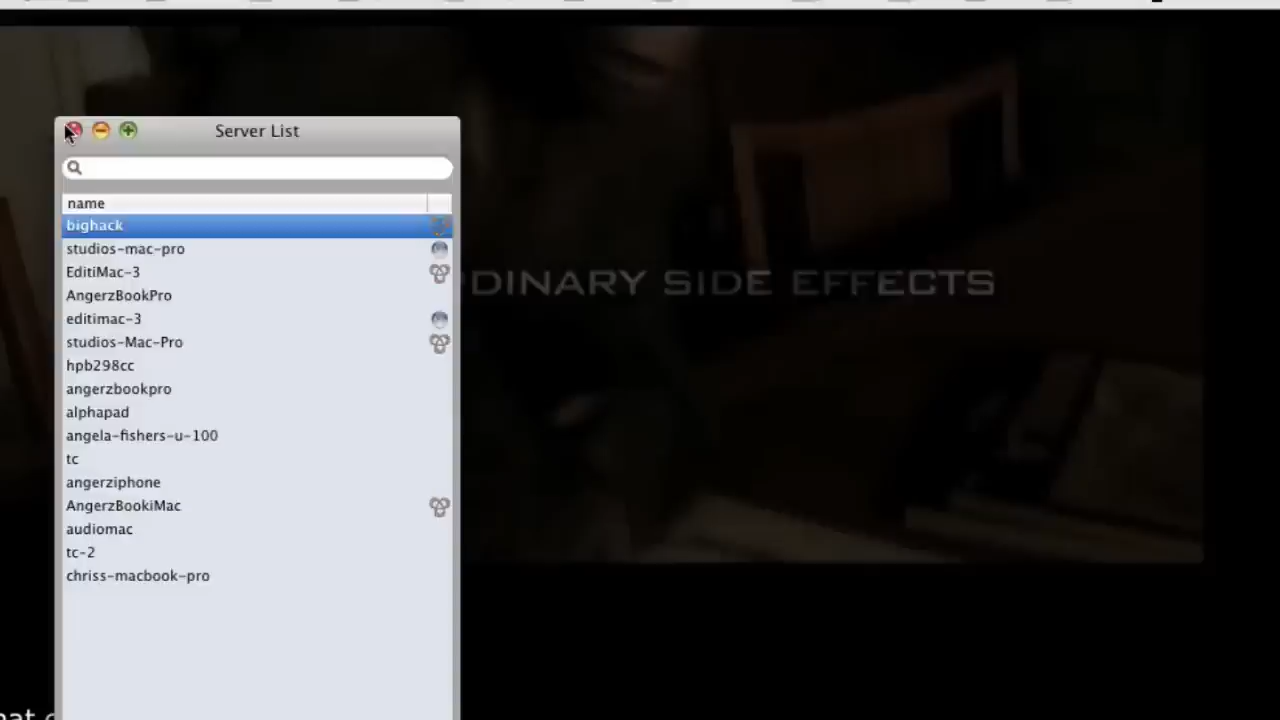 Server List
name
bighack
studios-mac-pro
EditiMac-3
AngerzBookPro
RDINARY SIDE EFFECTS
editimac-3
studios-Mac-Pro
hpb298cc
angerzbookpro
alphapad
angela-fishers-u-100
tc
angerziphone
AngerzBookiMac
audiomac
tc-2
chriss-macbook-pro